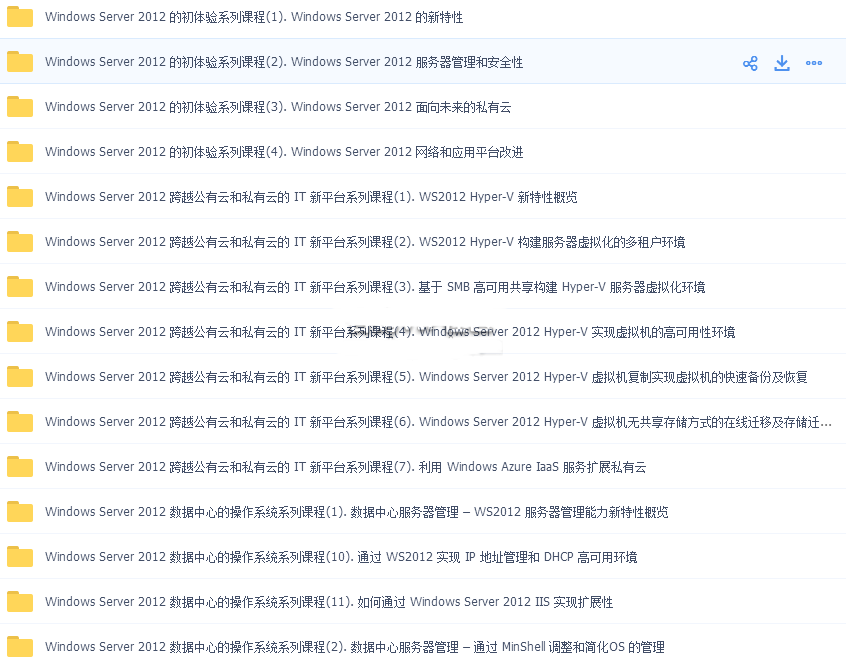 Windows Server 2012 的初体验系列课程(1). Windows Server 2012 的新特性
Windows Server 2012 的初体验系列课程(2). Windows Server 2012 服务器管理和安全性
Windows Server 2012 的初体验系列课程(3). Windows Server 2012 面向未来的私有云
Windows Server 2012 的初体验系列课程(4). Windows Server 2012 网络和应用平台改进
Windows Server 2012 跨越公有云和私有云的 IT 新平台系列课程(1). WS2012 Hyper-V 新特性概览
Windows Server 2012 跨越公有云和私有云的 IT 新平台系列课程(2). WS2012 Hyper-V 构建服务器虚拟化的多租户环境
Windows Server 2012 跨越公有云和私有云的 IT 新平台系列课程(3). 基于 SMB 高可用共享构建 Hyper-V 服务器虚拟化环境
Windows Server 2012 跨越公有云和私有云的 IT 新平台系列课程(4). Windows Server 2012 Hyper-V 实现虚拟机的高可用性环境
Windows Server 2012 跨越公有云和私有云的 IT 新平台系列课程(5). Windows Server 2012 Hyper-V 虚拟机复制实现虚拟机的快速备份及恢复
Windows Server 2012 跨越公有云和私有云的 IT 新平台系列课程(6). Windows Server 2012 Hyper-V 虚拟机无共享存储方式的在线迁移及存储迁...
Windows Server 2012 跨越公有云和私有云的 IT 新平台系列课程(7). 利用 Windows Azure IaaS 服务扩展私有云
Windows Server 2012 数据中心的操作系统系列课程(1). 数据中心服务器管理 – WS2012 服务器管理能力新特性概览
Windows Server 2012 数据中心的操作系统系列课程(10). 通过 WS2012 实现 IP 地址管理和 DHCP 高可用环境
Windows Server 2012 数据中心的操作系统系列课程(11). 如何通过 Windows Server 2012 IIS 实现扩展性
Windows Server 2012 数据中心的操作系统系列课程(2). 数据中心服务器管理 – 通过 MinShell 调整和简化OS 的管理